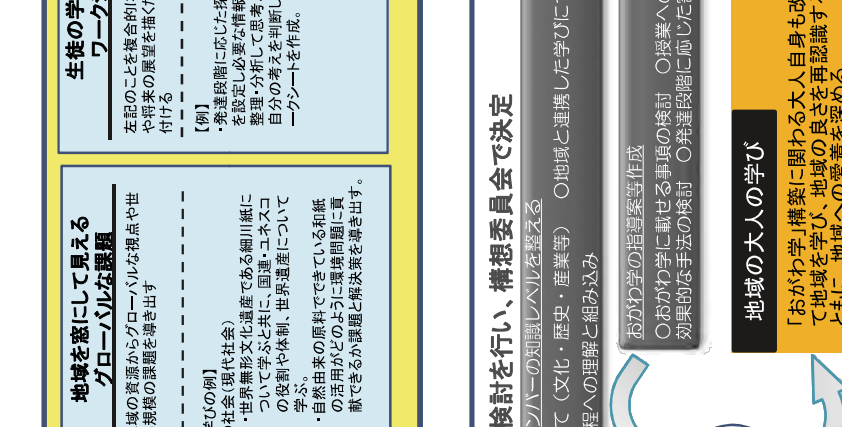 生徒の学
ワーク
左記のことを複合的に
や将来の展望を描く
付ける
【例】
・発達段階に応じた探
を設定し必要な情報
整理・分析して思考
自分の考えを判断し
ークシートを作成。
地域を窓にして見える
グローバルな課題
域の資源からグローバルな視点や世
規模の課題を導き出す
学びの例】
社会(現代社会)
・世界無形文化遺産である細川紙に
ついて学ぶと共に、国連・ユネスコ
の役割や体制、世界遺産について
学ぶ。
・自然由来の原料でできている和紙
の活用がどのように環境問題に貢
献できるか課題と解決策を導き出す。
検討を行い、構想委員会で決定
ンバーの知識レベルを整える
て(文化・歴史・産業等) ○地域と連携した学びに
程への理解と組み込み
おがわ学の指導案等作成
○おがわ学に載せる事項の検討 ○授業への
効果的な手法の検討 ○発達段階に応じた
地域の大人の学び
「おがわ学」構築に関わる大人自身も改
て地域を学び、地域の良さを再認識する
ともに、地域への愛着を深める